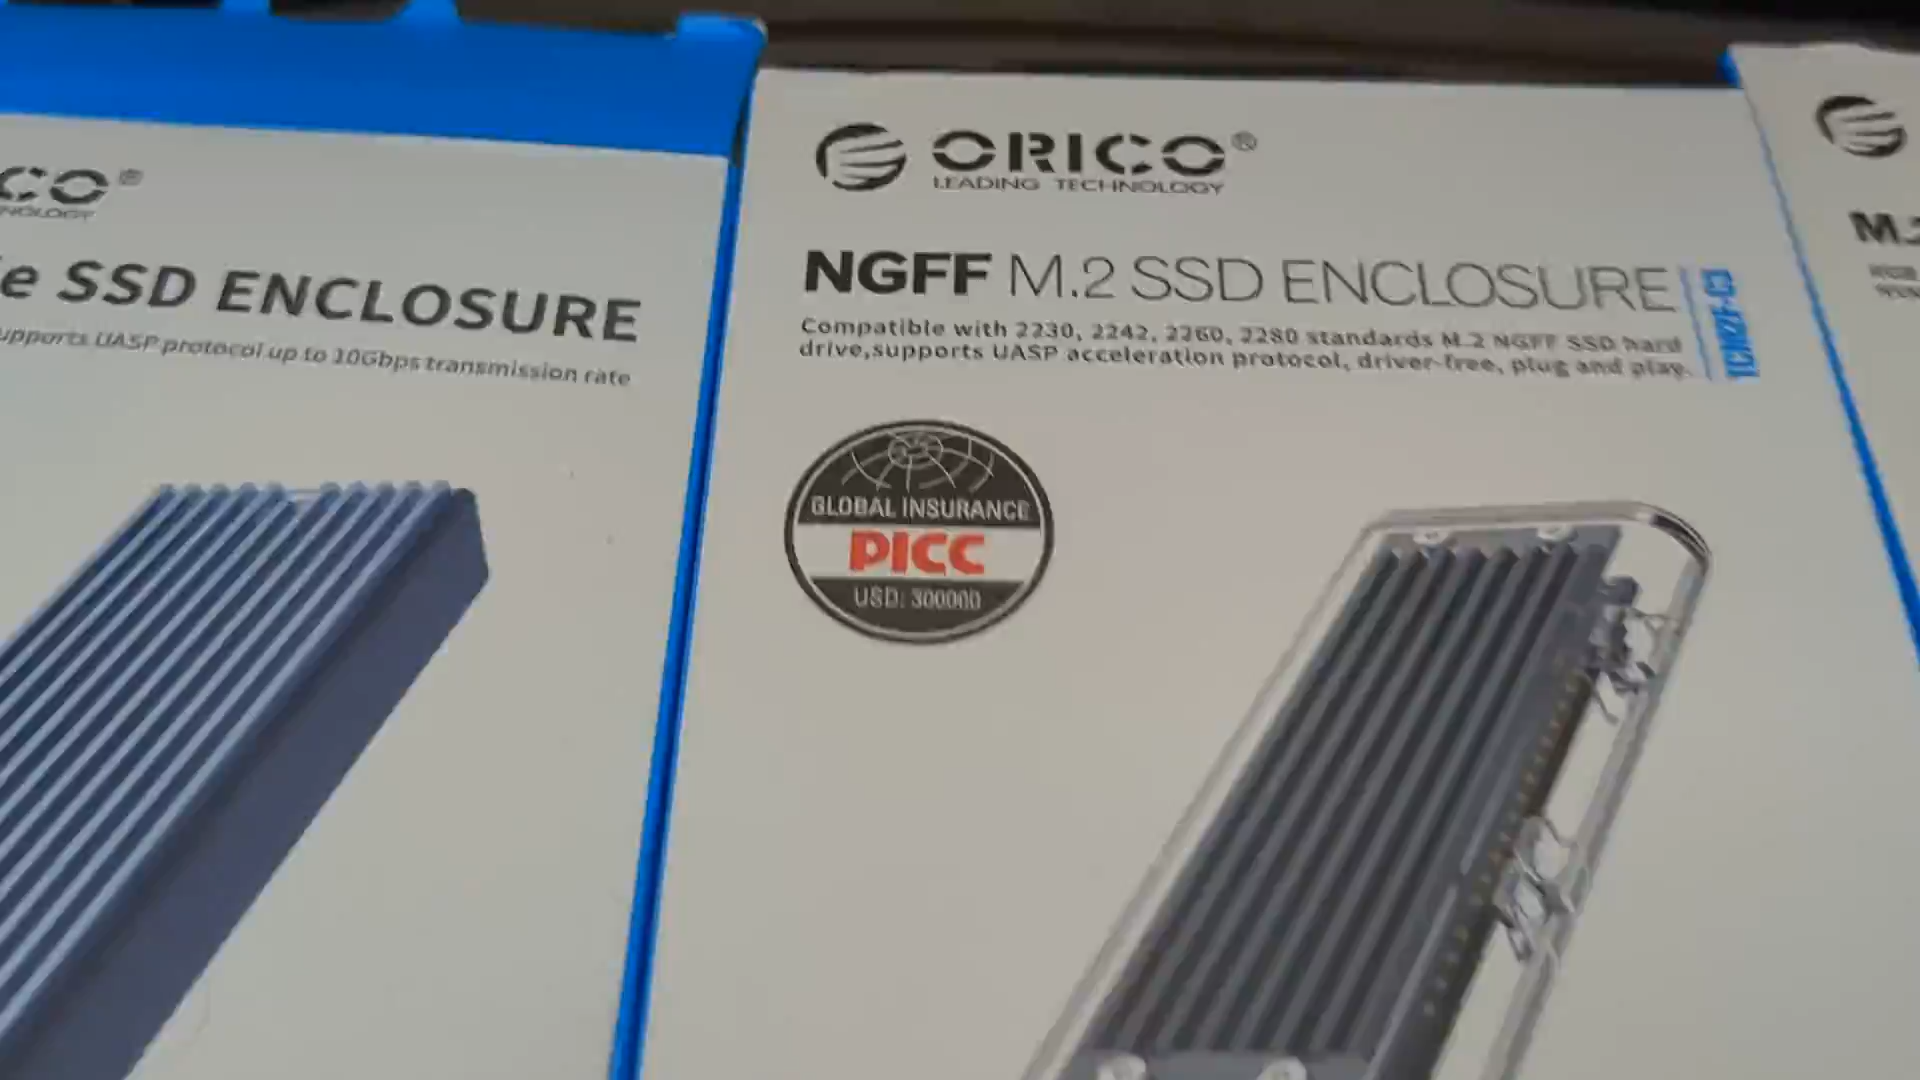 CO®
NOLOGY
e SSD ENCLOSURE
upports UASP protocol up to 10Gbps transmission rate
ORICO®
LEADING TECHNOLOGY
NGFF M.2 SSD ENCLOSURE
Compatible with 2230, 2242, 2260, 2280 standards M.2 NGFF SSD hard
drive,supports UASP acceleration protocol, driver-free, plug and play.
GLOBAL INSURANCE
PICC
USD: 300000
M.2